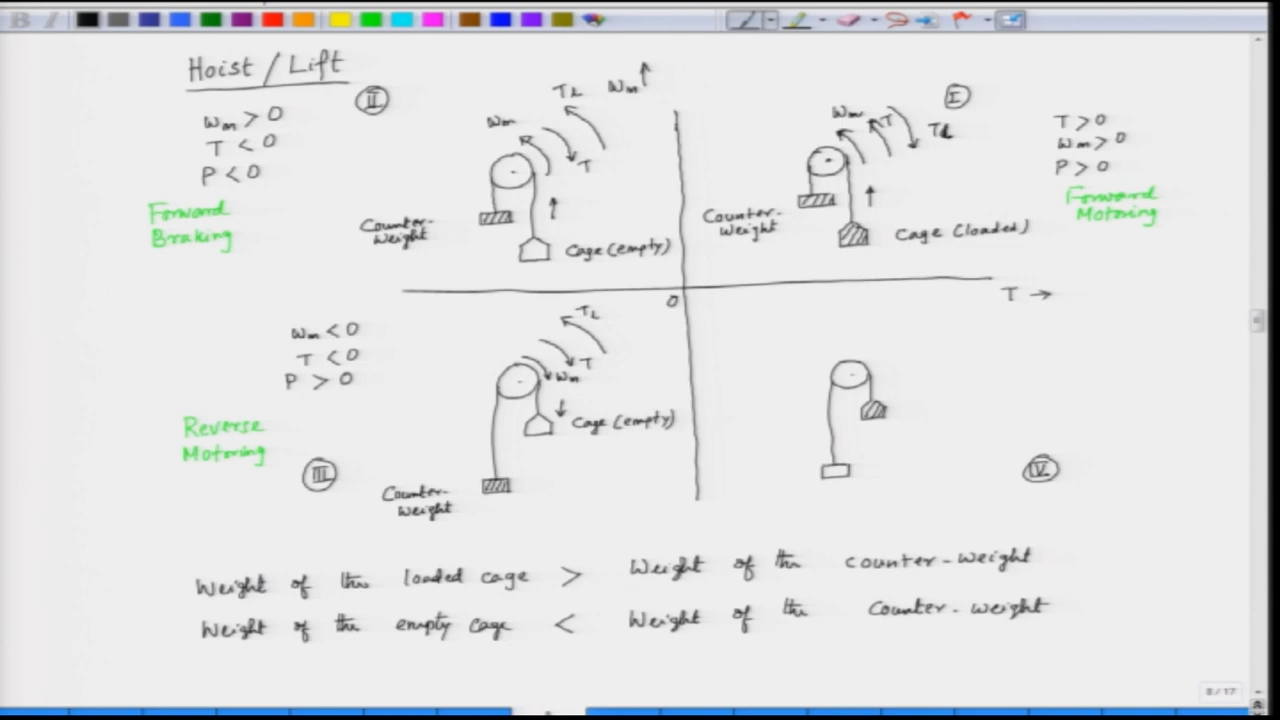 Hoist / Lift
II
ωm > 0
T < 0
P < 0
Forward
Braking
ωm
T
TL
ωm ↑
Counter-
weight
Cage (empty)
I
ωm
T
TL
T > 0
ωm > 0
P > 0
Forward
Motoring
Counter-
weight
Cage (loaded)
0
T →
ωm < 0
T < 0
P > 0
Reverse
Motoring
III
TL
T
ωm
Cage (empty)
Counter-
weight
IV
Weight of the loaded cage > Weight of the counter-weight
Weight of the empty cage < Weight of the counter-weight
8 / 17